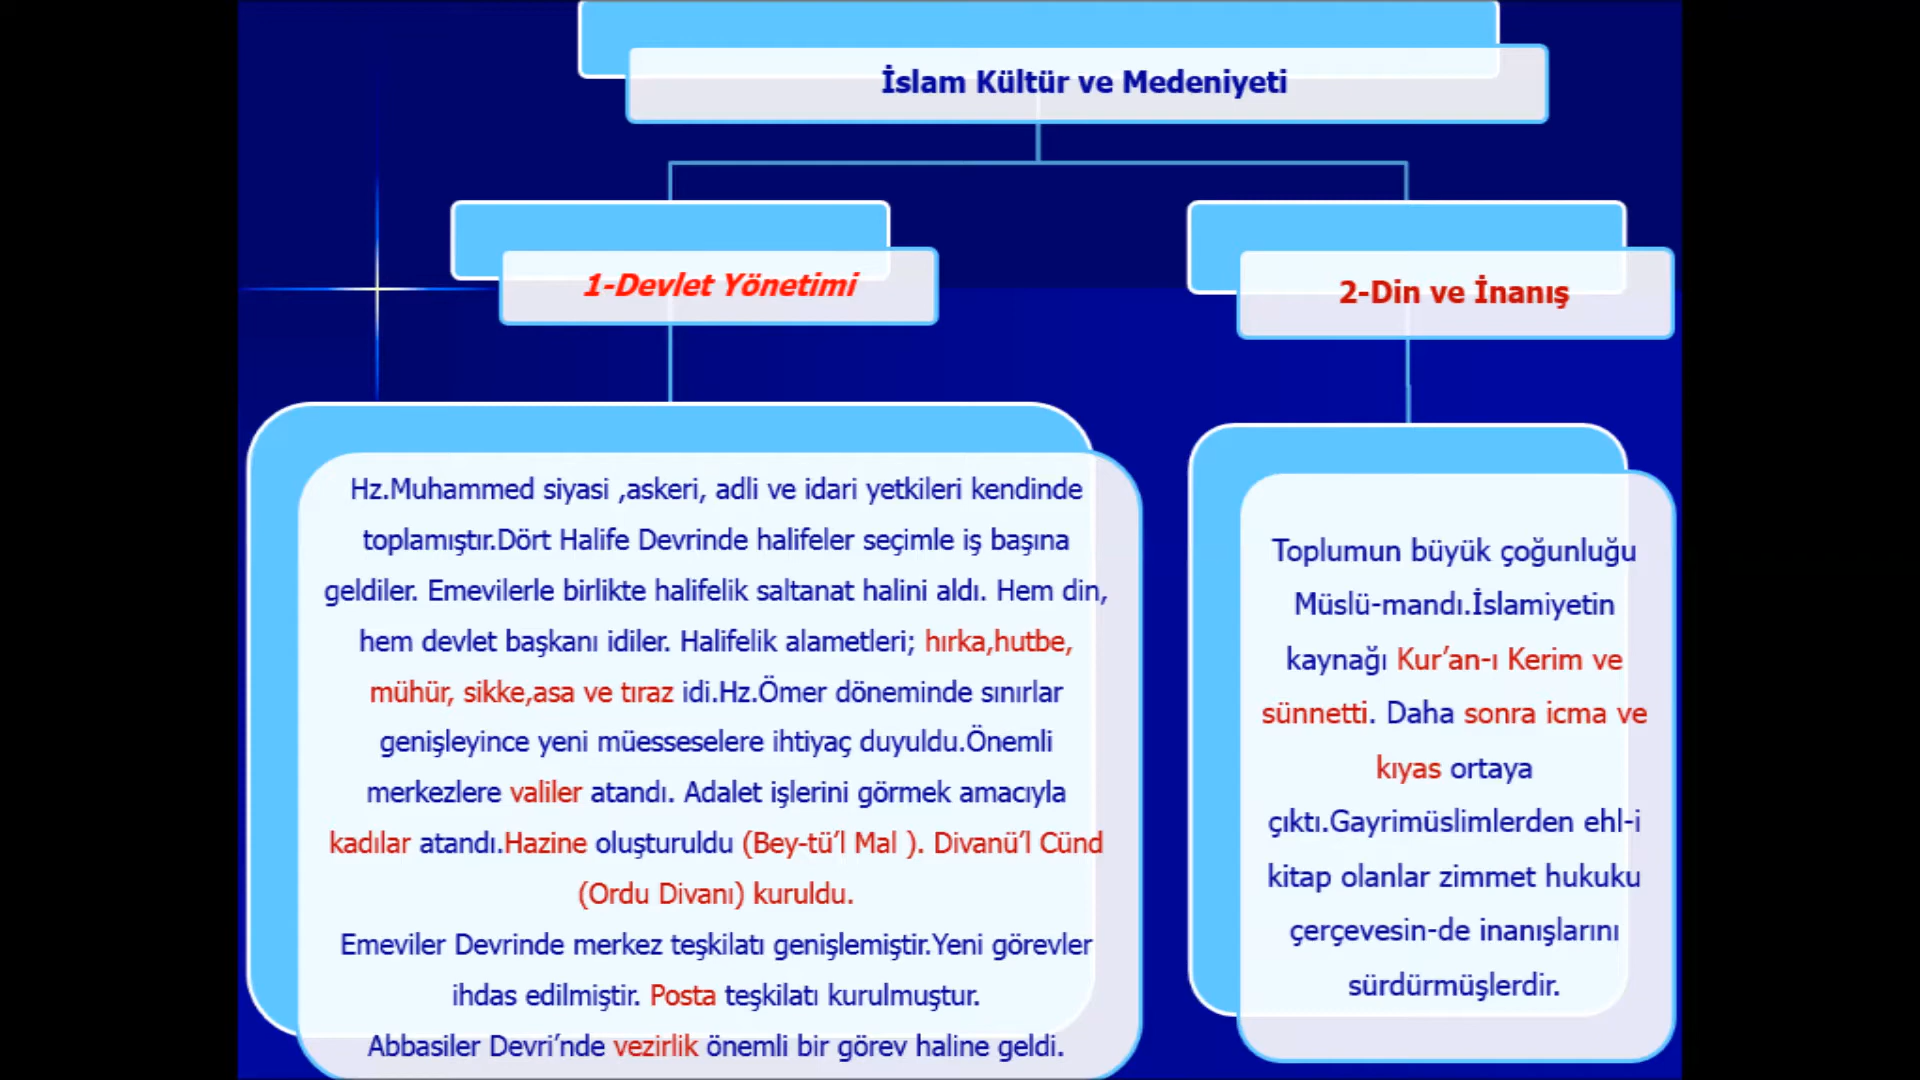 İslam Kültür ve Medeniyeti
1-Devlet Yönetimi
Hz.Muhammed siyasi ,askeri, adli ve idari yetkileri kendinde
toplamıştır.Dört Halife Devrinde halifeler seçimle iş başına
geldiler. Emevilerle birlikte halifelik saltanat halini aldı. Hem din,
hem devlet başkanı idiler. Halifelik alametleri; hırka,hutbe,
mühür, sikke,asa ve tıraz idi.Hz.Ömer döneminde sınırlar
genişleyince yeni müesseselere ihtiyaç duyuldu.Önemli
merkezlere valiler atandı. Adalet işlerini görmek amacıyla
kadılar atandı.Hazine oluşturuldu (Bey-tü’l Mal ). Divanü’l Cünd
(Ordu Divanı) kuruldu.
Emeviler Devrinde merkez teşkilatı genişlemiştir.Yeni görevler
ihdas edilmiştir. Posta teşkilatı kurulmuştur.
Abbasiler Devri’nde vezirlik önemli bir görev haline geldi.
2-Din ve İnanış
Toplumun büyük çoğunluğu
Müslü-mandı.İslamiyetin
kaynağı Kur’an-ı Kerim ve
sünnetti. Daha sonra icma ve
kıyas ortaya
çıktı.Gayrimüslimlerden ehl-i
kitap olanlar zimmet hukuku
çerçevesin-de inanışlarını
sürdürmüşlerdir.